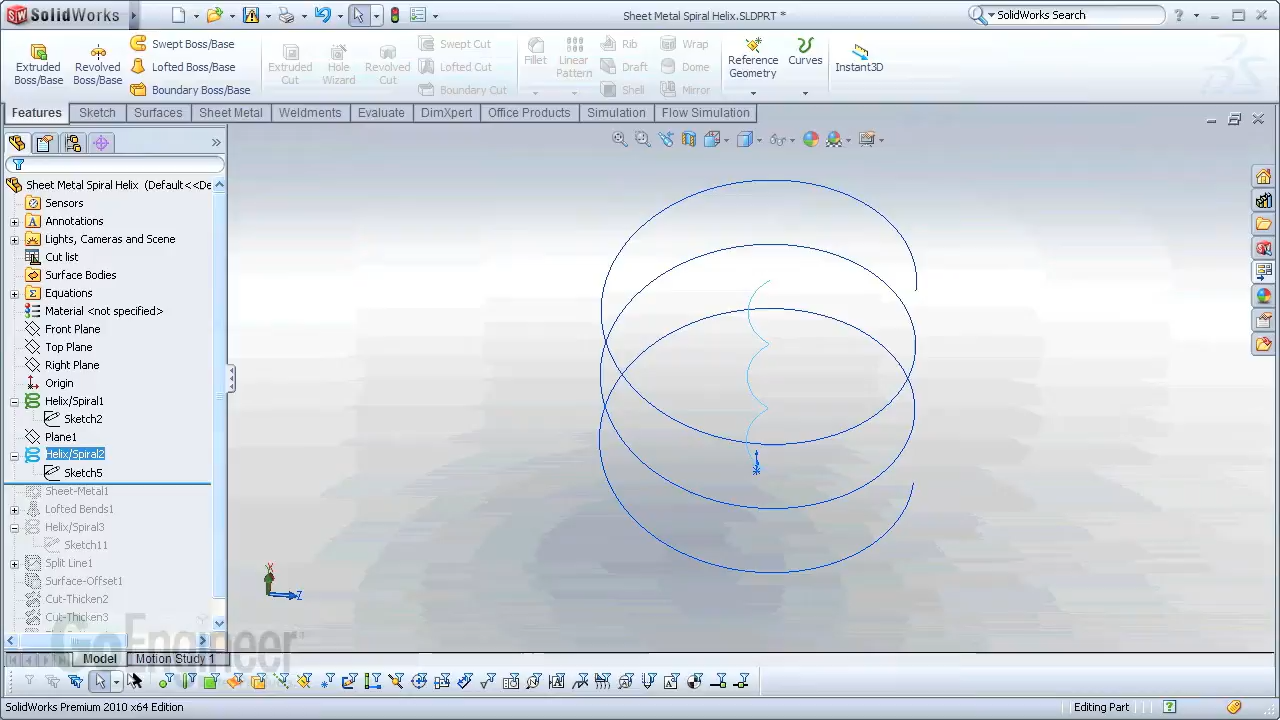 SolidWorks
Sheet Metal Spiral Helix.SLDPRT *
SolidWorks Search
Extruded Boss/Base
Revolved Boss/Base
Swept Boss/Base
Lofted Boss/Base
Boundary Boss/Base
Extruded Cut
Hole Wizard
Revolved Cut
Swept Cut
Lofted Cut
Boundary Cut
Fillet
Linear Pattern
Rib
Draft
Shell
Wrap
Dome
Mirror
Reference Geometry
Curves
Instant3D
Features
Sketch
Surfaces
Sheet Metal
Weldments
Evaluate
DimXpert
Office Products
Simulation
Flow Simulation
Sheet Metal Spiral Helix (Default<<De
Sensors
Annotations
Lights, Cameras and Scene
Cut list
Surface Bodies
Equations
Material <not specified>
Front Plane
Top Plane
Right Plane
Origin
Helix/Spiral1
Sketch2
Plane1
Helix/Spiral2
Sketch5
Sheet-Metal1
Lofted Bends1
Helix/Spiral3
Sketch11
Split Line1
Surface-Offset1
Cut-Thicken2
Cut-Thicken3
X
Z
GoEngineer
Model
Motion Study 1
SolidWorks Premium 2010 x64 Edition
Editing Part